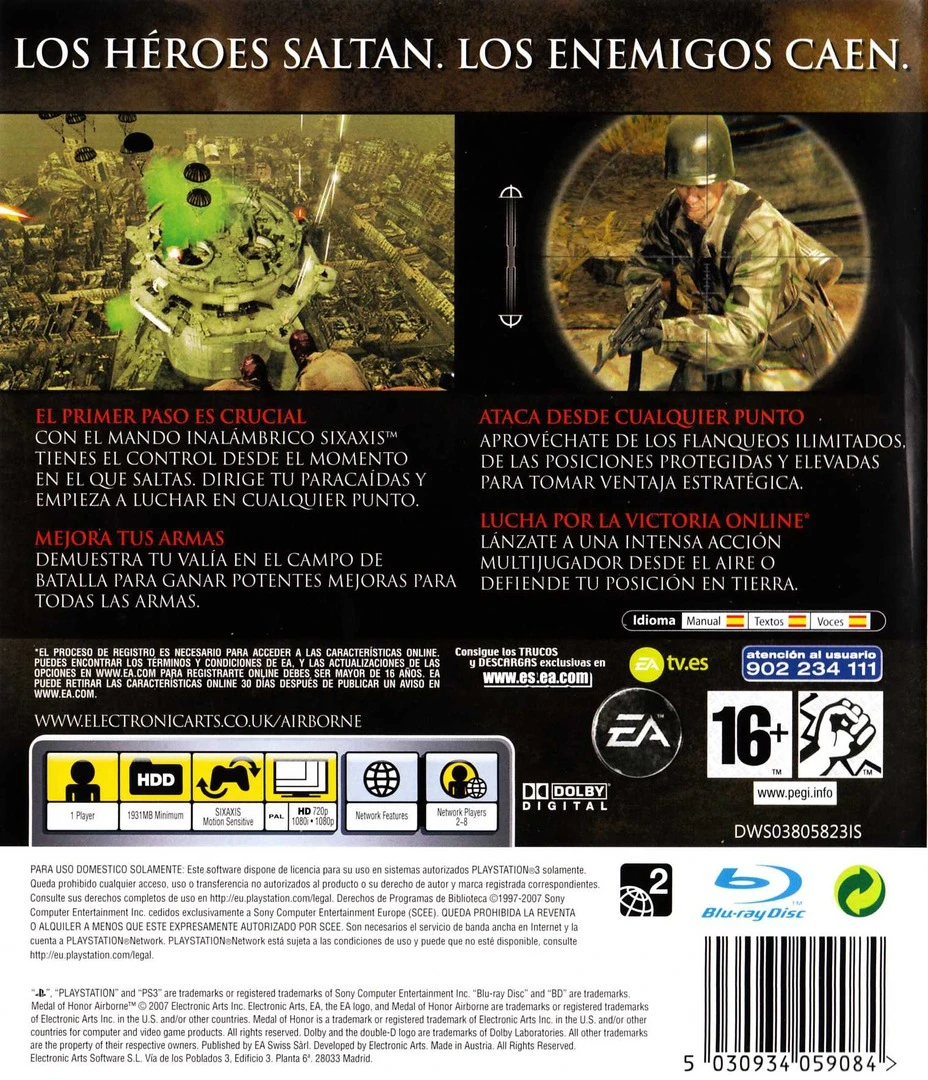 LOS HÉROES SALTAN. LOS ENEMIGOS CAEN.
EL PRIMER PASO ES CRUCIAL
CON EL MANDO INALÁMBRICO SIXAXIS™
TIENES EL CONTROL DESDE EL MOMENTO
EN EL QUE SALTAS. DIRIGE TU PARACAÍDAS Y
EMPIEZA A LUCHAR EN CUALQUIER PUNTO.
MEJORA TUS ARMAS
DEMUESTRA TU VALÍA EN EL CAMPO DE
BATALLA PARA GANAR POTENTES MEJORAS PARA
TODAS LAS ARMAS.
ATACA DESDE CUALQUIER PUNTO
APROVÉCHATE DE LOS FLANQUEOS ILIMITADOS,
DE LAS POSICIONES PROTEGIDAS Y ELEVADAS
PARA TOMAR VENTAJA ESTRATÉGICA.
LUCHA POR LA VICTORIA ONLINE*
LÁNZATE A UNA INTENSA ACCIÓN
MULTIJUGADOR DESDE EL AIRE O
DEFIENDE TU POSICIÓN EN TIERRA.
Idioma Manual Textos Voces
*EL PROCESO DE REGISTRO ES NECESARIO PARA ACCEDER A LAS CARACTERÍSTICAS ONLINE.
PUEDES ENCONTRAR LOS TÉRMINOS Y CONDICIONES DE EA, Y LAS ACTUALIZACIONES DE LAS
OPCIONES EN WWW.EA.COM PARA REGISTRARTE ONLINE DEBES SER MAYOR DE 16 AÑOS. EA
PUEDE RETIRAR LAS CARACTERÍSTICAS ONLINE 30 DÍAS DESPUÉS DE PUBLICAR UN AVISO EN
WWW.EA.COM.
Consigue los TRUCOS
y DESCARGAS exclusivas en
www.es.ea.com
EA tv.es
atención al usuario
902 234 111
WWW.ELECTRONICARTS.CO.UK/AIRBORNE
EA™
16+
TM
TM
www.pegi.info
1 Player
HDD
1931MB Minimum
SIXAXIS
Motion Sensitive
PAL
HD 720p
1080i • 1080p
Network Features
Network Players
2-8
DOLBY
DIGITAL
DWS03805823IS
PARA USO DOMESTICO SOLAMENTE: Este software dispone de licencia para su uso en sistemas autorizados PLAYSTATION®3 solamente.
Queda prohibido cualquier acceso, uso o transferencia no autorizados al producto o su derecho de autor y marca registrada correspondientes.
Consulte sus derechos completos de uso en http://eu.playstation.com/legal. Derechos de Programas de Biblioteca ©1997-2007 Sony
Computer Entertainment Inc. cedidos exclusivamente a Sony Computer Entertainment Europe (SCEE). QUEDA PROHIBIDA LA REVENTA
O ALQUILER A MENOS QUE ESTE EXPRESAMENTE AUTORIZADO POR SCEE. Son necesarios el servicio de banda ancha en Internet y la
cuenta a PLAYSTATION®Network. PLAYSTATION®Network está sujeta a las condiciones de uso y puede que no esté disponible, consulte
http://eu.playstation.com/legal.
2
Blu-ray Disc™
"PS", "PLAYSTATION" and "PS3" are trademarks or registered trademarks of Sony Computer Entertainment Inc. "Blu-ray Disc" and "BD" are trademarks.
Medal of Honor Airborne™ © 2007 Electronic Arts Inc. Electronic Arts, EA, the EA logo, and Medal of Honor Airborne are trademarks or registered trademarks
of Electronic Arts Inc. in the U.S. and/or other countries. Medal of Honor is a trademark or registered trademark of Electronic Arts Inc. in the U.S. and/or other
countries for computer and video game products. All rights reserved. Dolby and the double-D logo are trademarks of Dolby Laboratories. All other trademarks
are the property of their respective owners. Published by EA Swiss Sàrl. Developed by Electronic Arts. Made in Austria. All Rights Reserved.
Electronic Arts Software S.L. Vía de los Poblados 3, Edificio 3. Planta 6ª. 28033 Madrid.
5 030934 059084 >